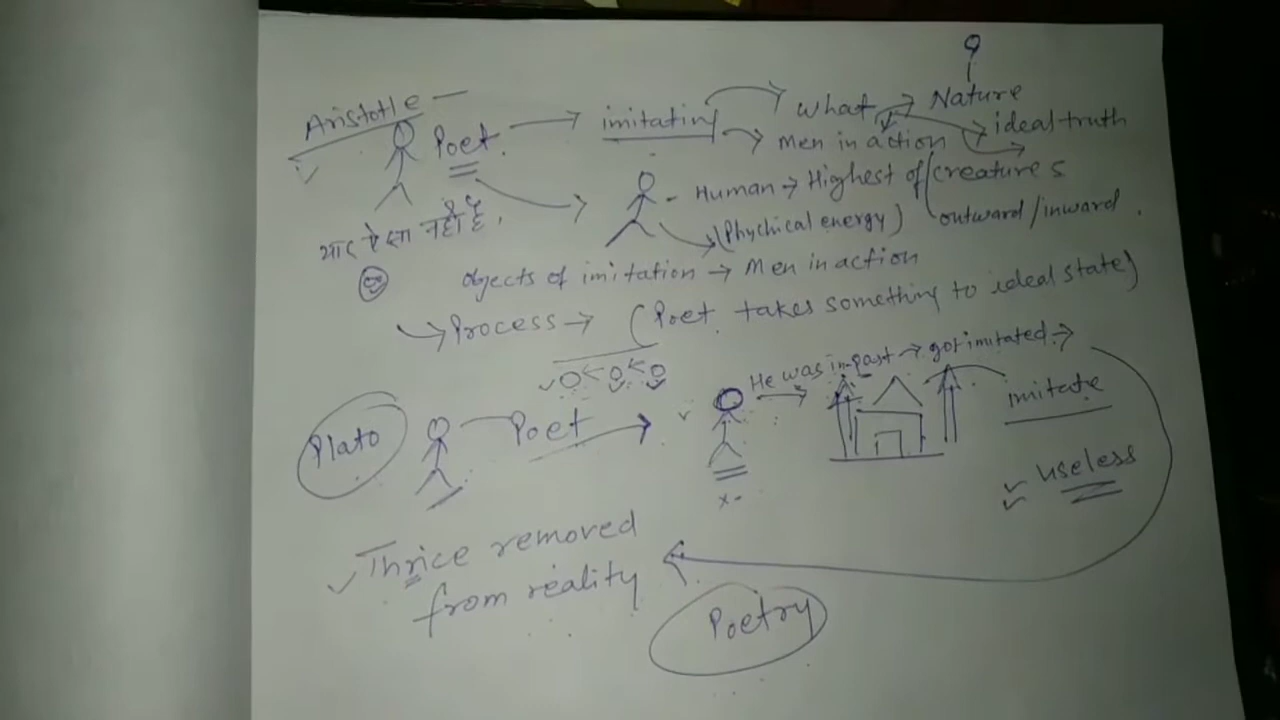 Aristotle —
Poet → imitating → what → Nature
→ ideal truth
→ Men in action
- Human → Highest of creatures
(Phychical energy) outward/inward.
नहीं है,
objects of imitation → Men in action
→ Process → (Poet takes something to ideal state)
He was in past → got imitated →
Plato
Poet →
imitate
useless
Thrice removed
from reality
Poetry